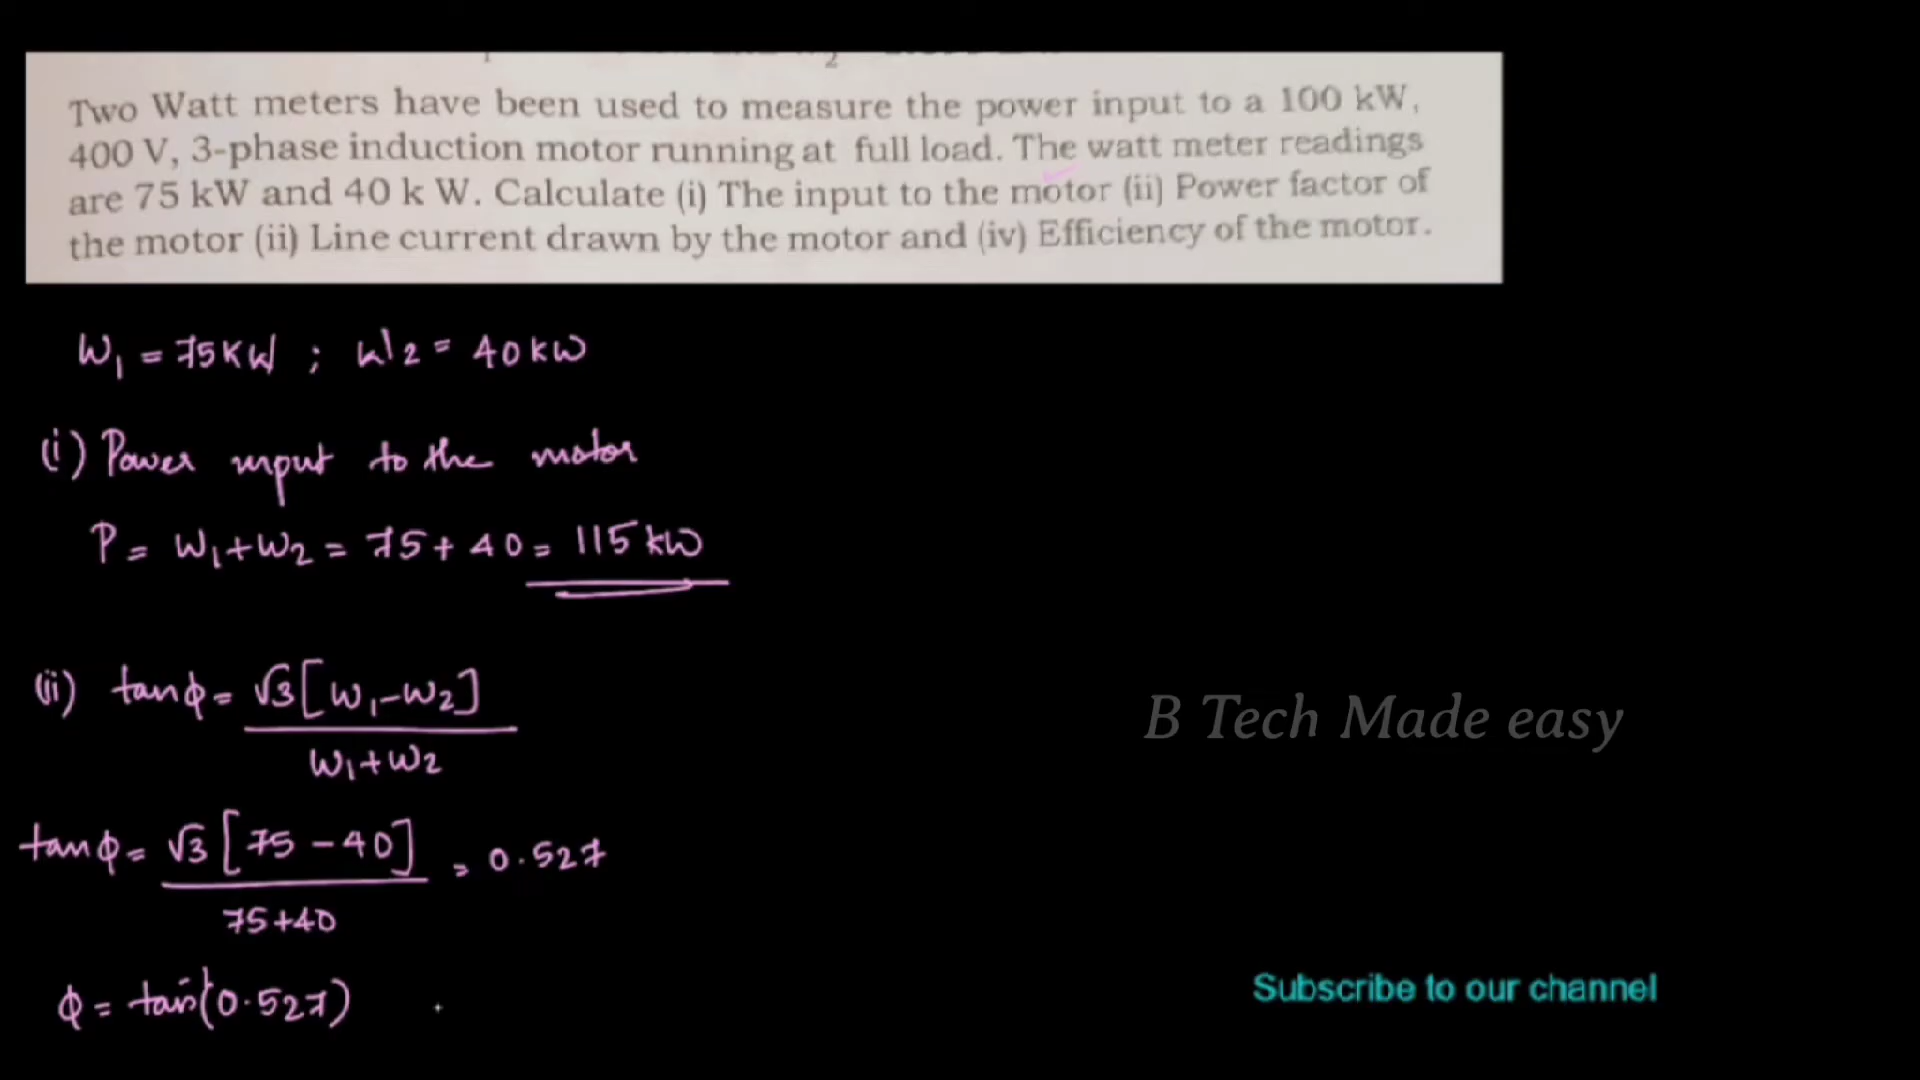 Two Watt meters have been used to measure the power input to a 100 kW,
400 V, 3-phase induction motor running at full load. The watt meter readings
are 75 kW and 40 k W. Calculate (i) The input to the motor (ii) Power factor of
the motor (ii) Line current drawn by the motor and (iv) Efficiency of the motor.
W₁ = 75KW ; W2 = 40kW
(i) Power input to the motor
P = W₁+W₂ = 75+40 = 115 kW
(ii) tanϕ = √3[W₁-W₂]
W₁+W₂
B Tech Made easy
tanϕ = √3[75-40] = 0.527
75+40
ϕ = tan⁻¹(0.527)
Subscribe to our channel